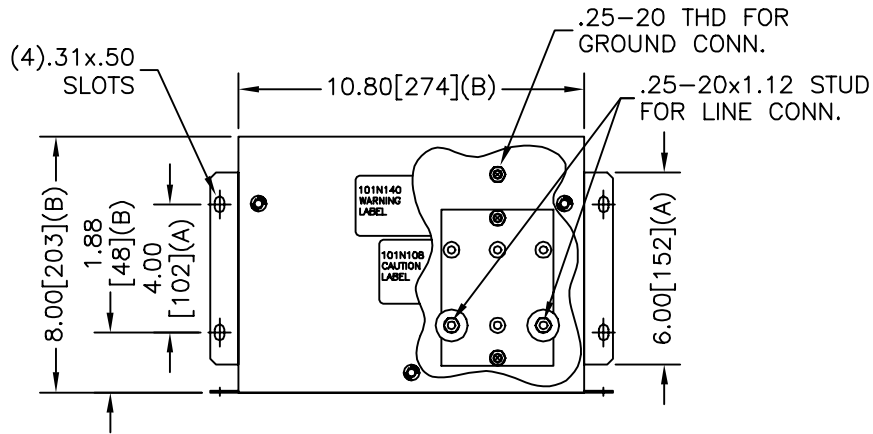 .25-20 THD FOR
GROUND CONN.
(4).31x.50
SLOTS
10.80[274](B)
.25-20x1.12 STUD
FOR LINE CONN.
101N140
WARNING
LABEL
101N108
CAUTION
LABEL
8.00[203](B)
1.88
[48](B)
4.00
[102](A)
6.00[152](A)